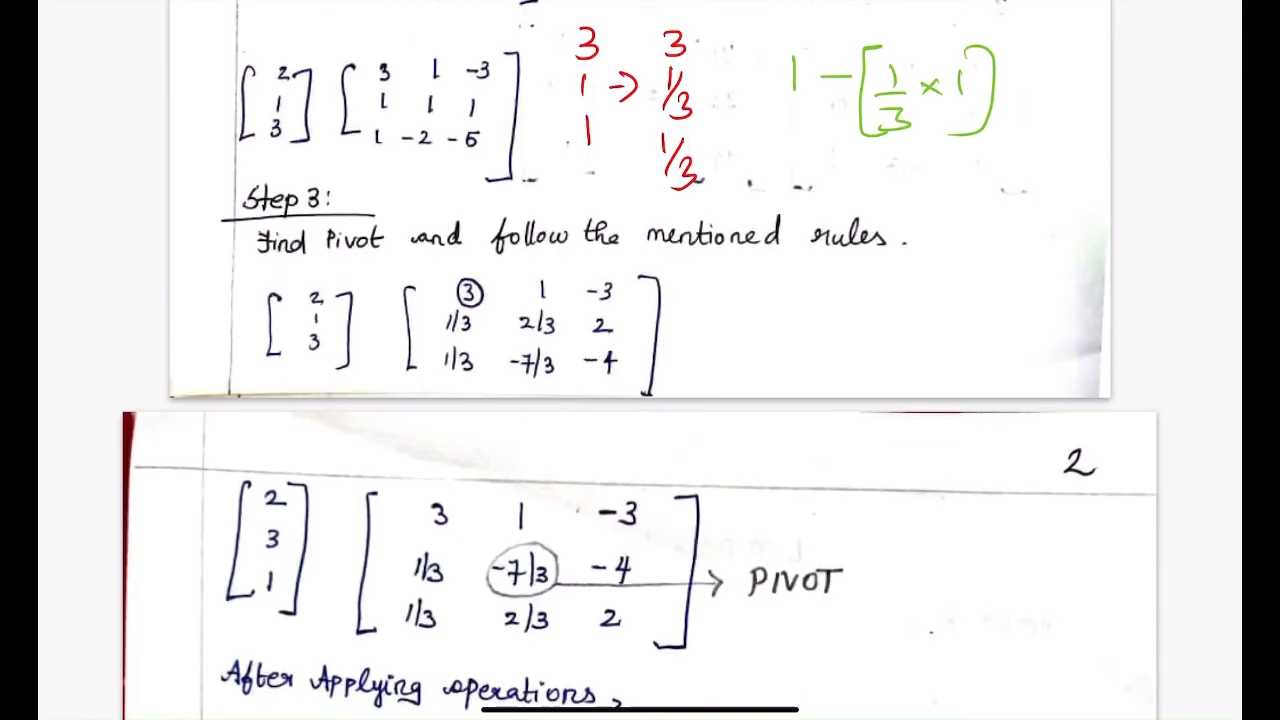 [2 1 3] [3 1 -3
1 1 1
1 -2 -5]
3 3
1 → 1/3
1 1/3
1 - [1/3 × 1]
Step 3:
Find Pivot and follow the mentioned rules.
[2 1 3] [3 1 -3
1/3 2/3 2
1/3 -7/3 -4]
2
[2 3 1] [3 1 -3
1/3 -7/3 -4 → PIVOT
1/3 2/3 2]
After Applying operations,